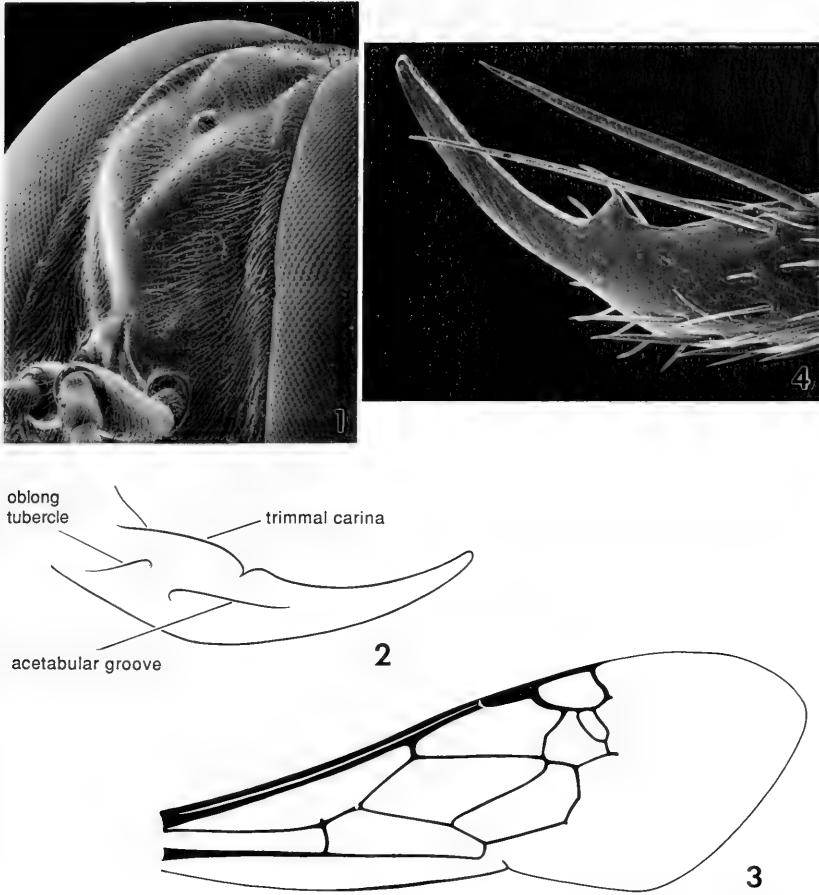 1
4
oblong
tubercle
trimmal carina
acetabular groove
2
3